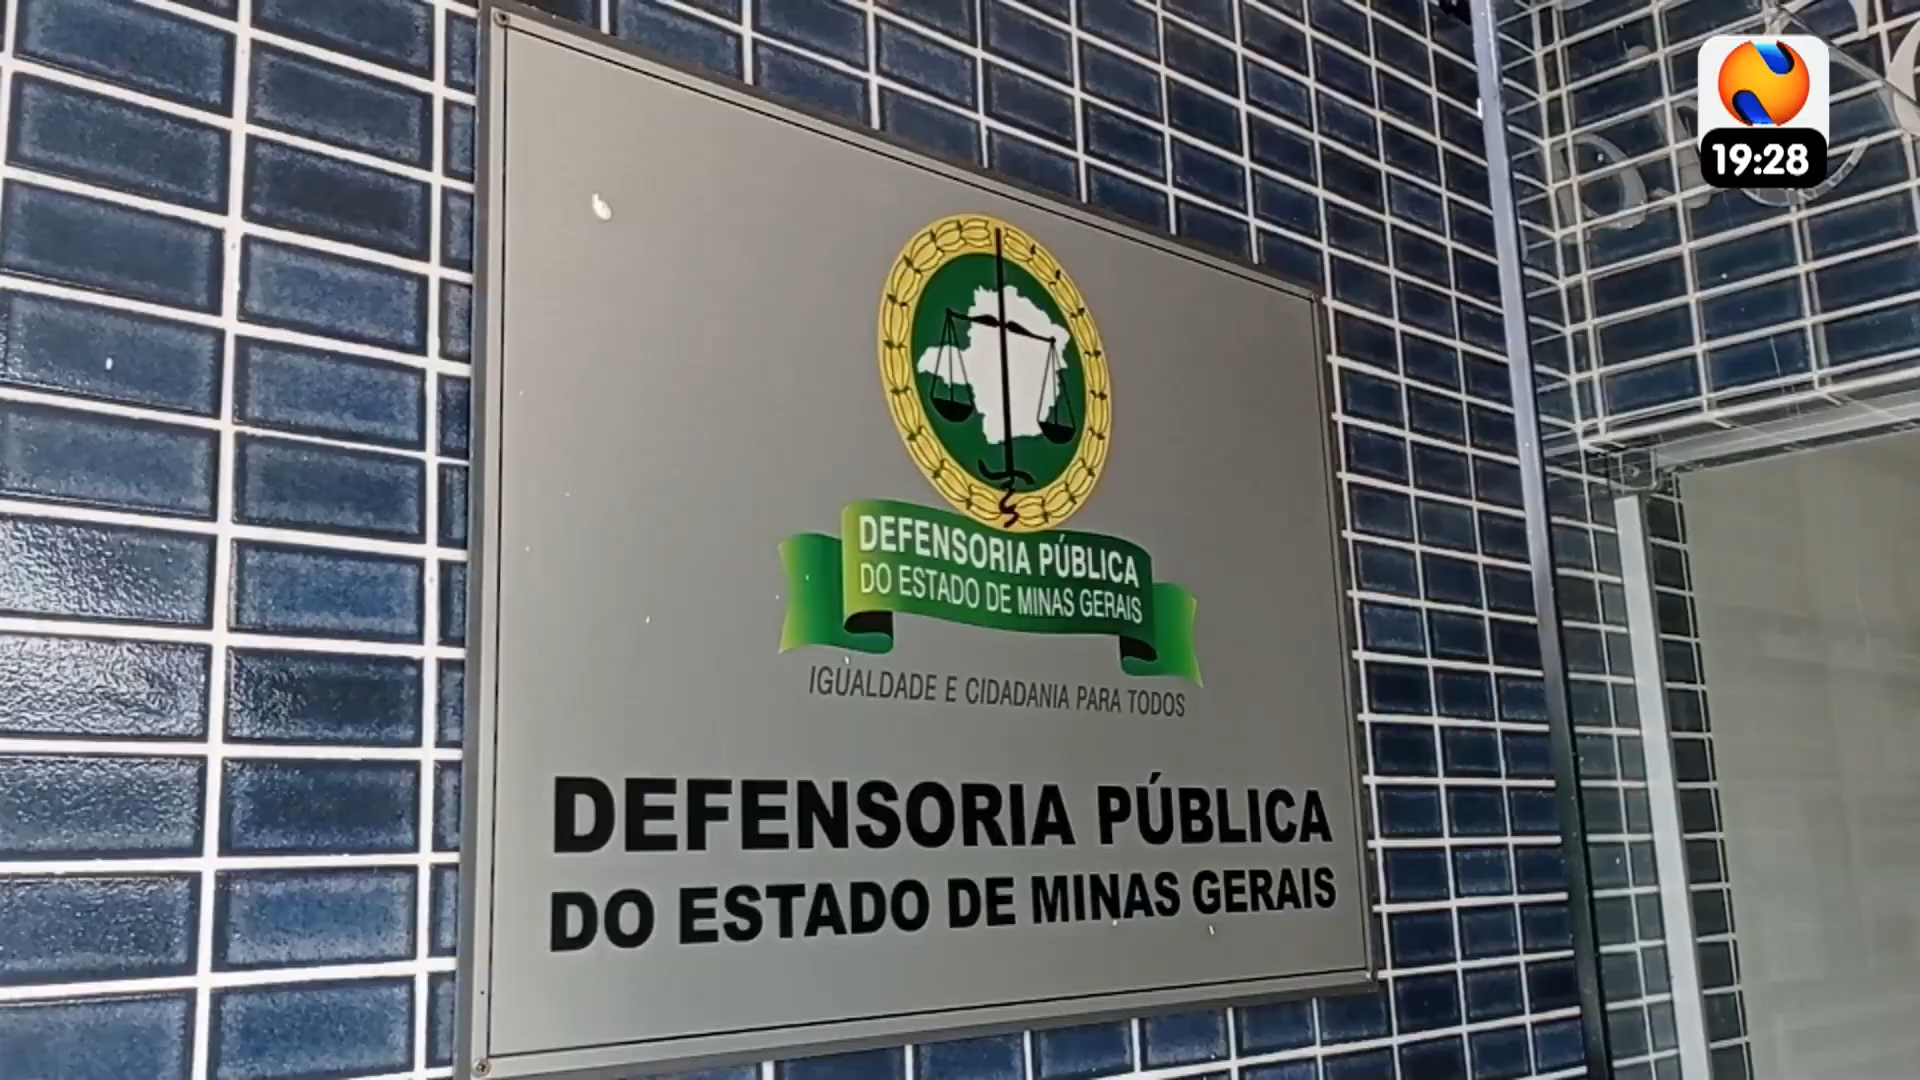 19:28
DEFENSORIA PÚBLICA
DO ESTADO DE MINAS GERAIS
IGUALDADE E CIDADANIA PARA TODOS
DEFENSORIA PÚBLICA
DO ESTADO DE MINAS GERAIS